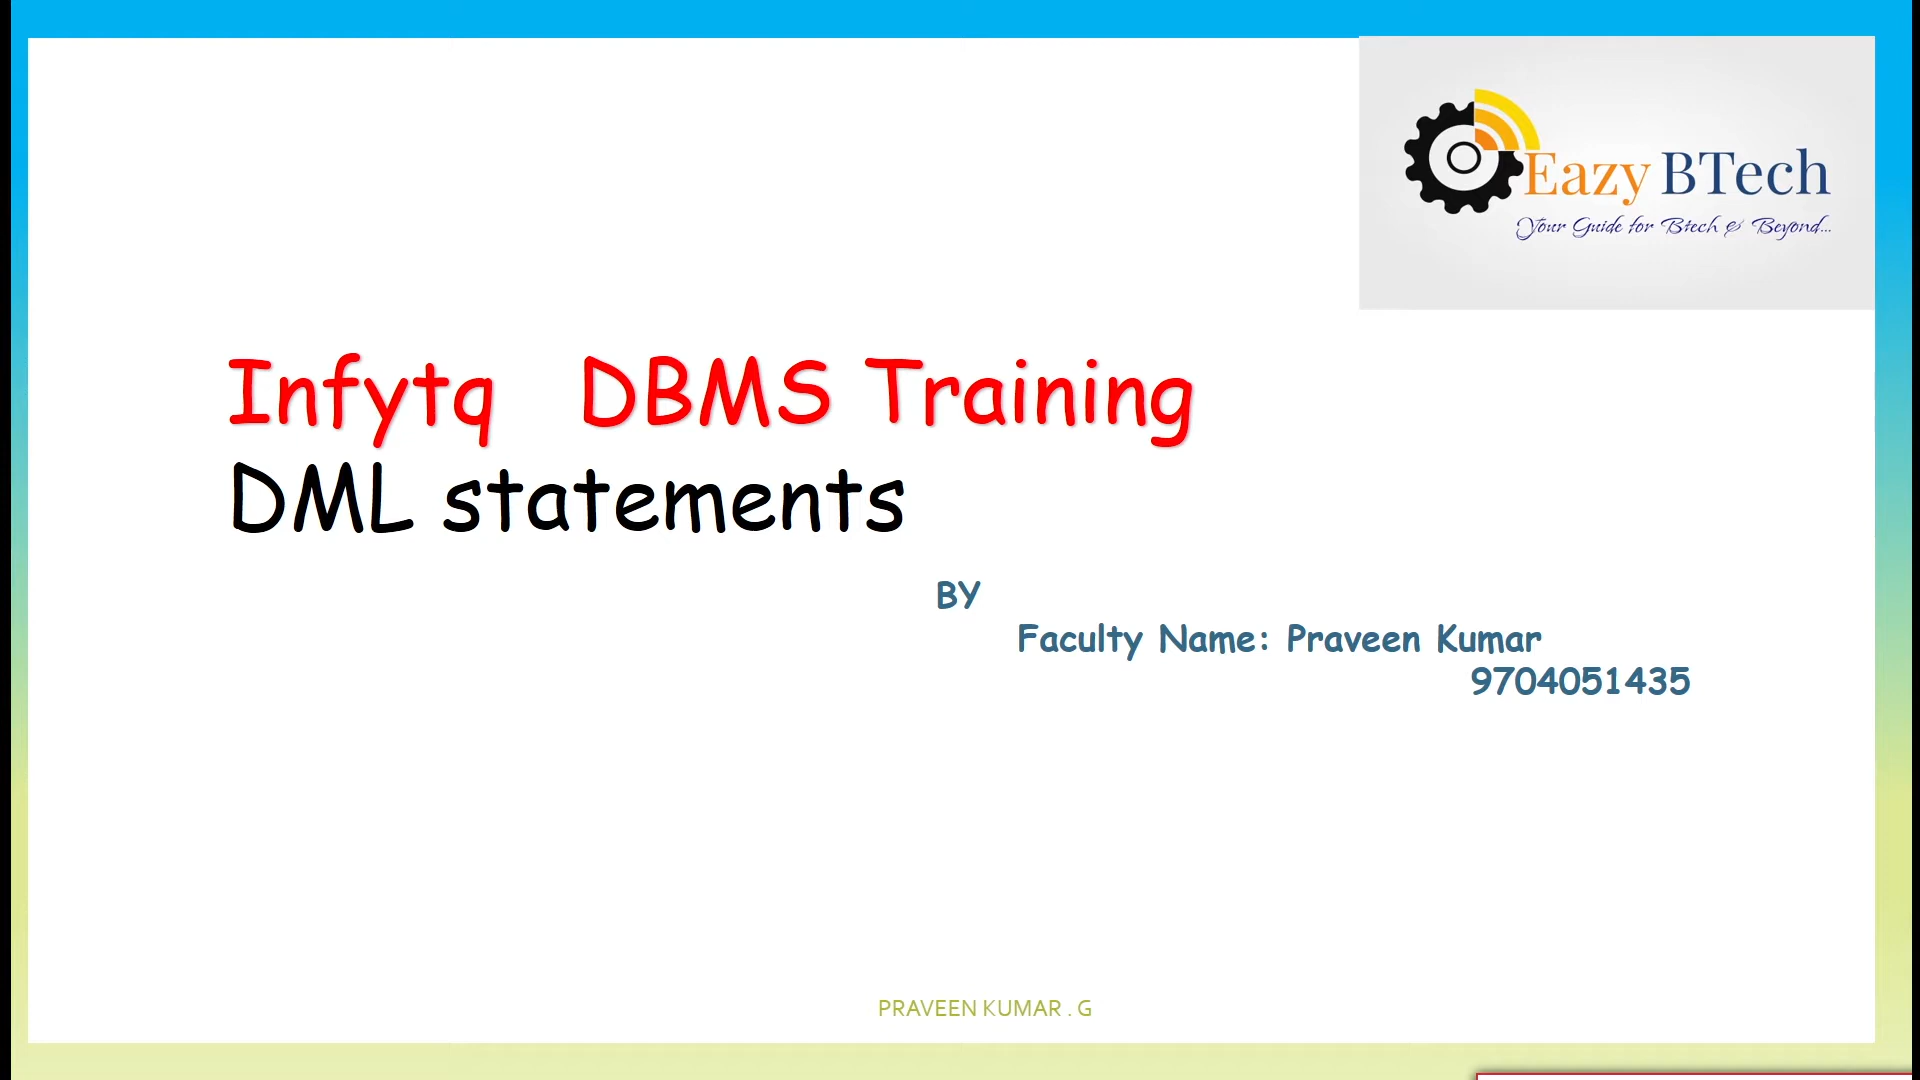 Eazy BTech
Your Guide for Btech & Beyond...
Infytq DBMS Training
DML statements
BY
Faculty Name: Praveen Kumar
9704051435
PRAVEEN KUMAR . G